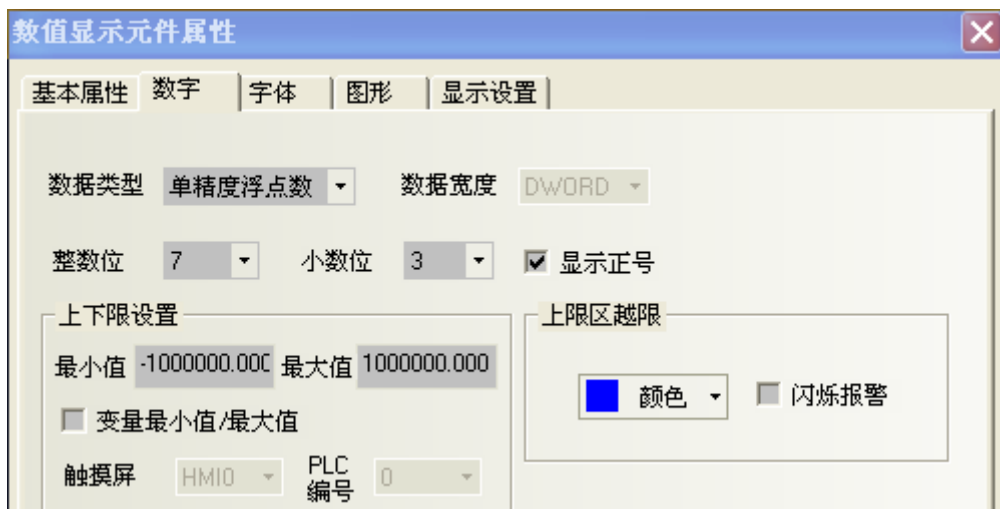 数值显示元件属性
基本属性 数字 字体 图形 显示设置
数据类型 单精度浮点数 数据宽度 DWORD
整数位 7 小数位 3 显示正号
上下限设置 上限区越限
最小值 -1000000.000 最大值 1000000.000
颜色 闪烁报警
变量最小值/最大值
触摸屏 HMI0 PLC 编号 0